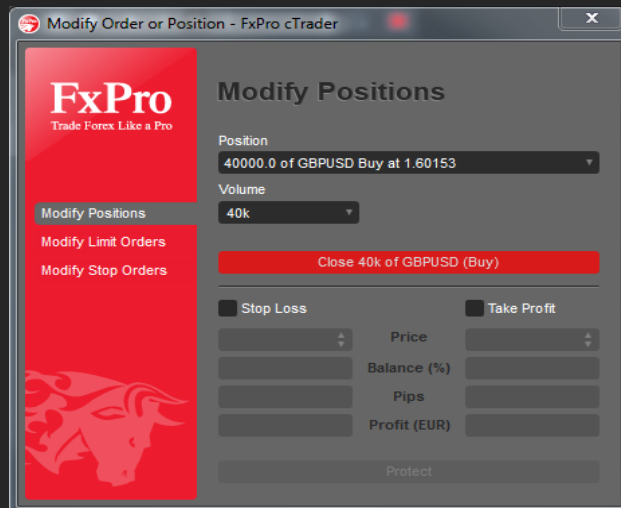 Modify Order or Position - FxPro cTrader
x
FxPro
Trade Forex Like a Pro
Modify Positions
Modify Limit Orders
Modify Stop Orders
Modify Positions
Position
40000.0 of GBPUSD Buy at 1.60153
Volume
40k
Close 40k of GBPUSD (Buy)
Stop Loss
Take Profit
Price
Balance (%)
Pips
Profit (EUR)
Protect